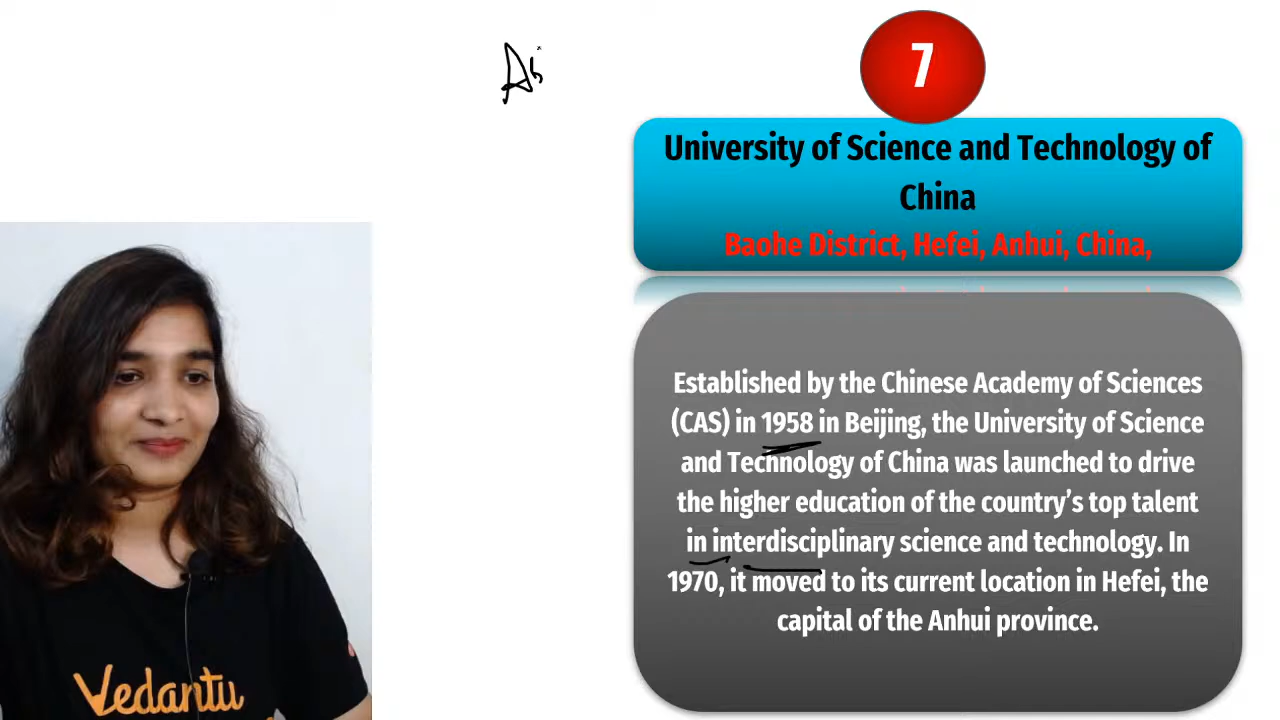 7
University of Science and Technology of
China
Baohe District, Hefei, Anhui, China,
Established by the Chinese Academy of Sciences
(CAS) in 1958 in Beijing, the University of Science
and Technology of China was launched to drive
the higher education of the country's top talent
in interdisciplinary science and technology. In
1970, it moved to its current location in Hefei, the
capital of the Anhui province.
Vedantu